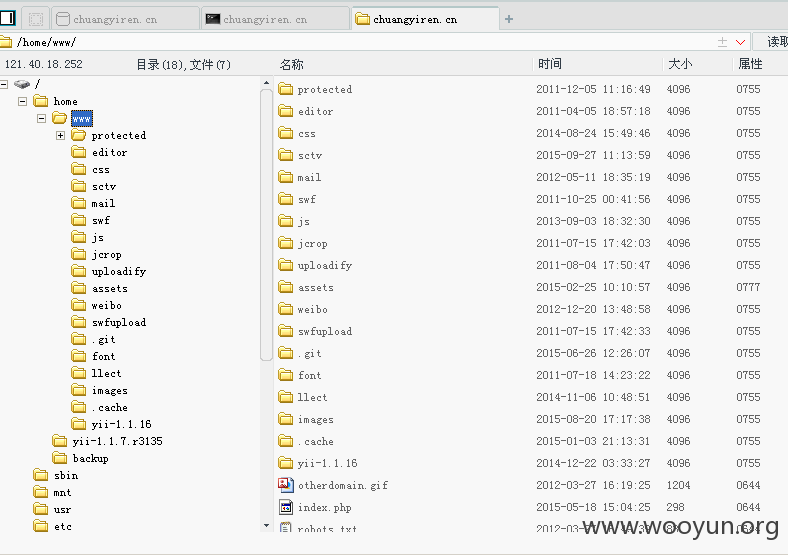 chuangyiren.cn chuangyiren.cn chuangyiren.cn
/home/www/ 读取
121.40.18.252 目录(18),文件(7) 名称 时间 大小 属性
/
home
www
protected
editor
css
sctv
mail
swf
js
jcrop
uploadify
assets
weibo
swfupload
.git
font
llect
images
.cache
yii-1.1.16
yii-1.1.7.r3135
backup
sbin
mnt
usr
etc
protected 2011-12-05 11:16:49 4096 0755
editor 2011-04-05 18:57:18 4096 0755
css 2014-08-24 15:49:46 4096 0755
sctv 2015-09-27 11:13:59 4096 0755
mail 2012-05-11 18:35:19 4096 0755
swf 2011-10-25 00:41:56 4096 0755
js 2013-09-03 18:32:30 4096 0755
jcrop 2011-07-15 17:42:03 4096 0755
uploadify 2011-08-04 17:50:47 4096 0755
assets 2015-02-25 10:10:57 4096 0777
weibo 2012-12-20 13:48:58 4096 0755
swfupload 2011-07-15 17:42:33 4096 0755
.git 2015-06-26 12:26:07 4096 0755
font 2011-07-18 14:23:22 4096 0755
llect 2014-11-06 10:48:51 4096 0755
images 2015-08-20 17:17:38 4096 0755
.cache 2015-01-03 21:13:31 4096 0755
yii-1.1.16 2014-12-22 03:33:27 4096 0755
otherdomain.gif 2012-03-27 16:19:25 1204 0644
index.php 2015-05-18 15:04:25 298 0644
robots.txt
www.wooyun.org